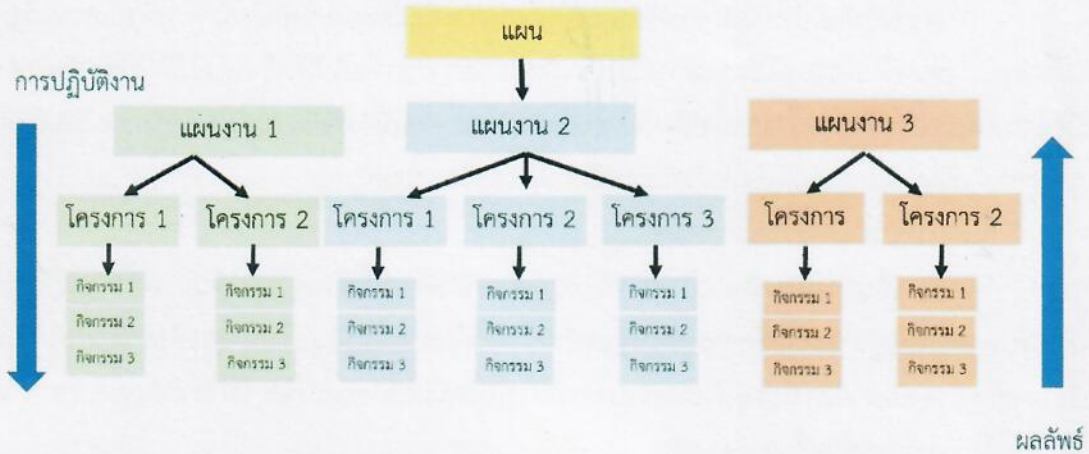 แผน
การปฏิบัติงาน
แผนงาน 1 แผนงาน 2 แผนงาน 3
โครงการ 1 โครงการ 2 โครงการ 1 โครงการ 2 โครงการ 3 โครงการ โครงการ 2
กิจกรรม 1 กิจกรรม 1 กิจกรรม 1 กิจกรรม 1 กิจกรรม 1 กิจกรรม 1 กิจกรรม 1
กิจกรรม 2 กิจกรรม 2 กิจกรรม 2 กิจกรรม 2 กิจกรรม 2 กิจกรรม 2 กิจกรรม 2
กิจกรรม 3 กิจกรรม 3 กิจกรรม 3 กิจกรรม 3 กิจกรรม 3 กิจกรรม 3 กิจกรรม 3
ผลลัพธ์